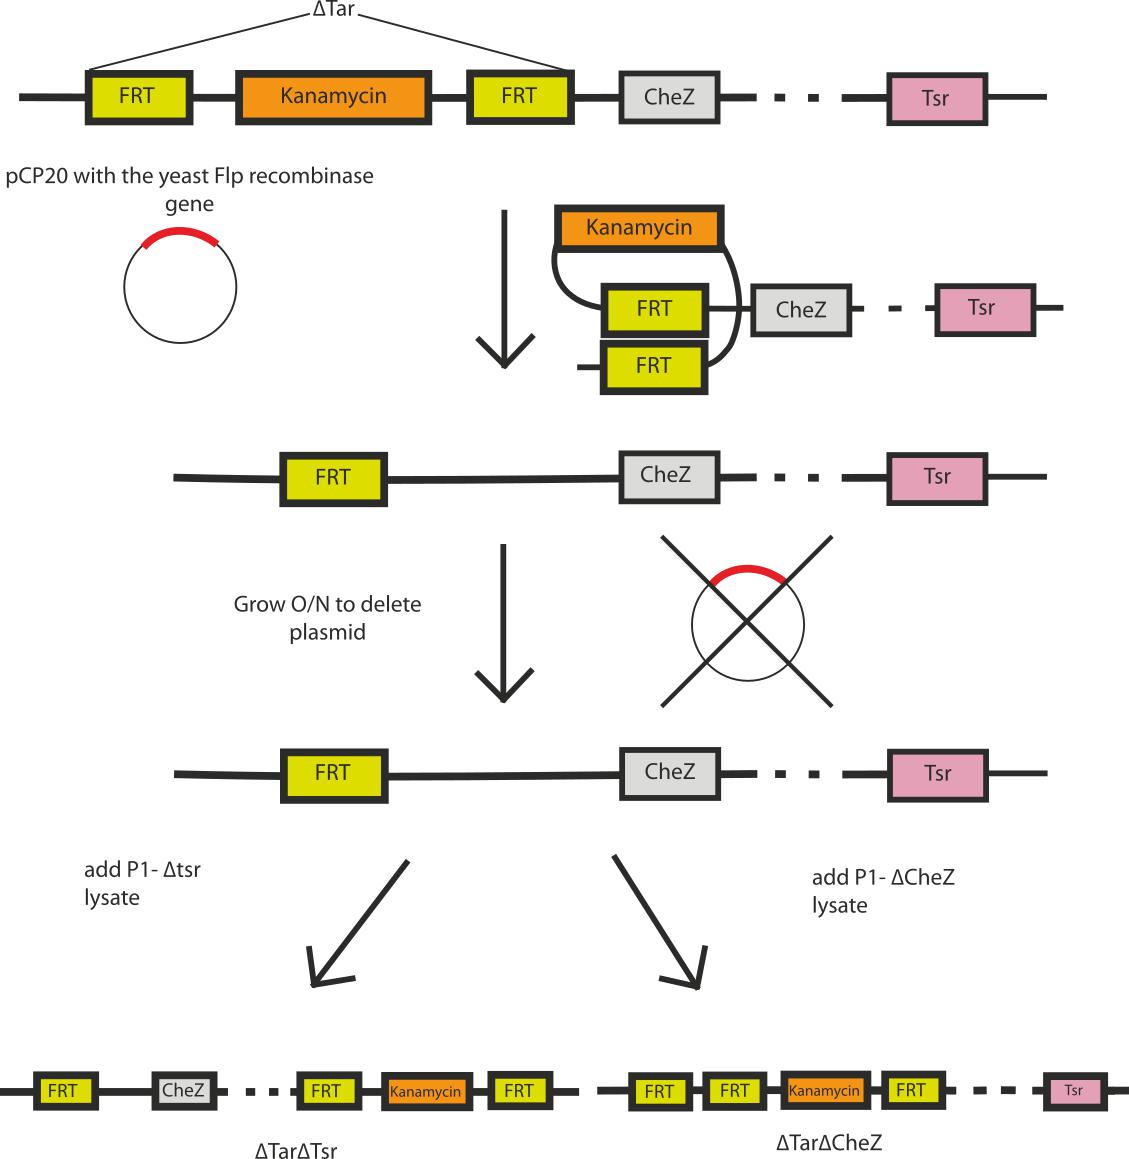 ΔTar
FRT Kanamycin FRT CheZ Tsr
pCP20 with the yeast Flp recombinase
gene
Kanamycin
FRT CheZ Tsr
FRT
FRT CheZ Tsr
Grow O/N to delete
plasmid
FRT CheZ Tsr
add P1- Δtsr
lysate
add P1- ΔCheZ
lysate
FRT CheZ FRT Kanamycin FRT
FRT FRT Kanamycin FRT Tsr
ΔTarΔTsr
ΔTarΔCheZ